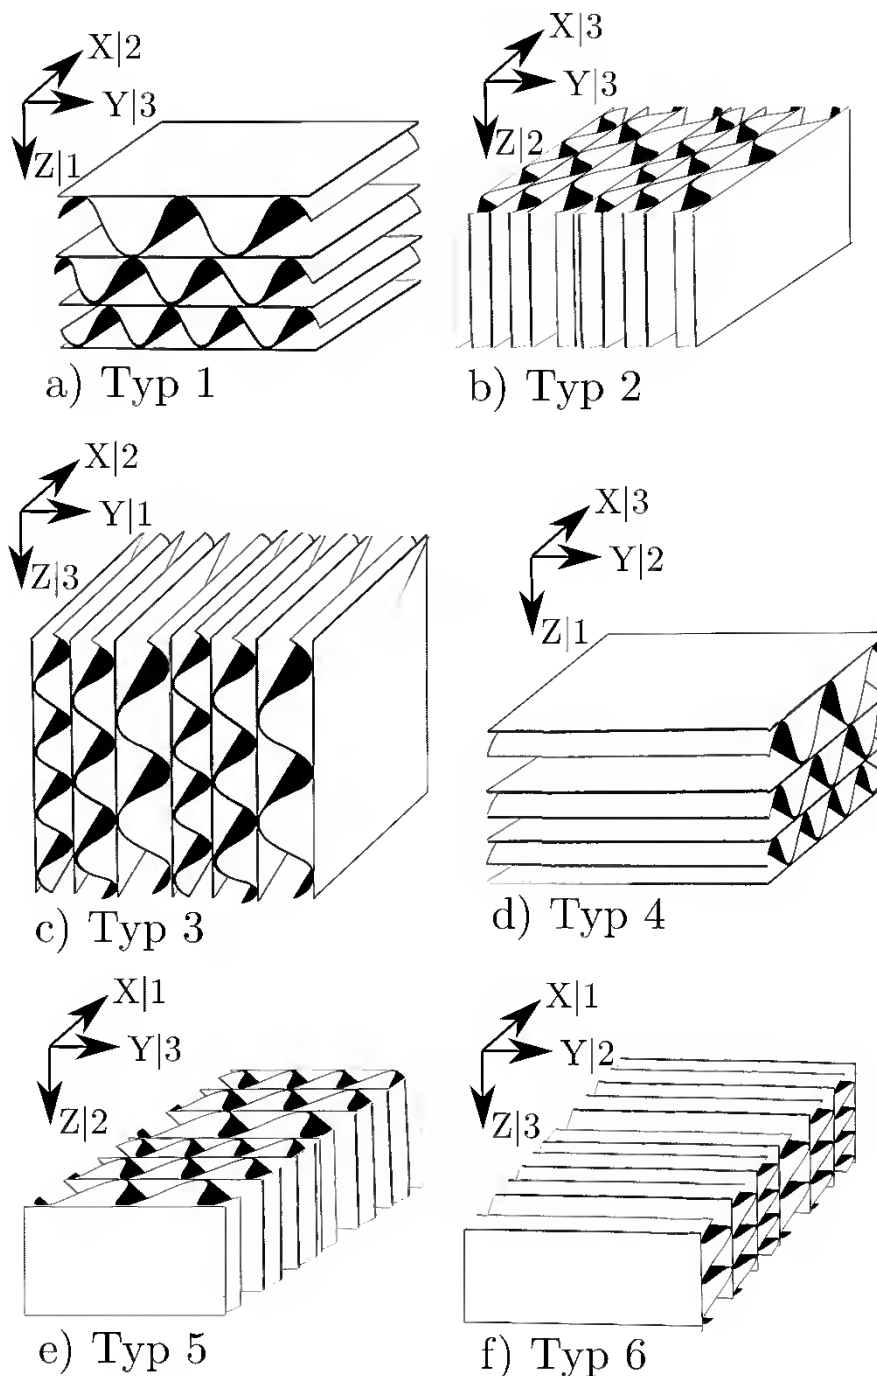 X|2
Y|3
Z|1
a) Typ 1
X|3
Y|3
Z|2
b) Typ 2
X|2
Y|1
Z|3
c) Typ 3
X|3
Y|2
Z|1
d) Typ 4
X|1
Y|3
Z|2
e) Typ 5
X|1
Y|2
Z|3
f) Typ 6